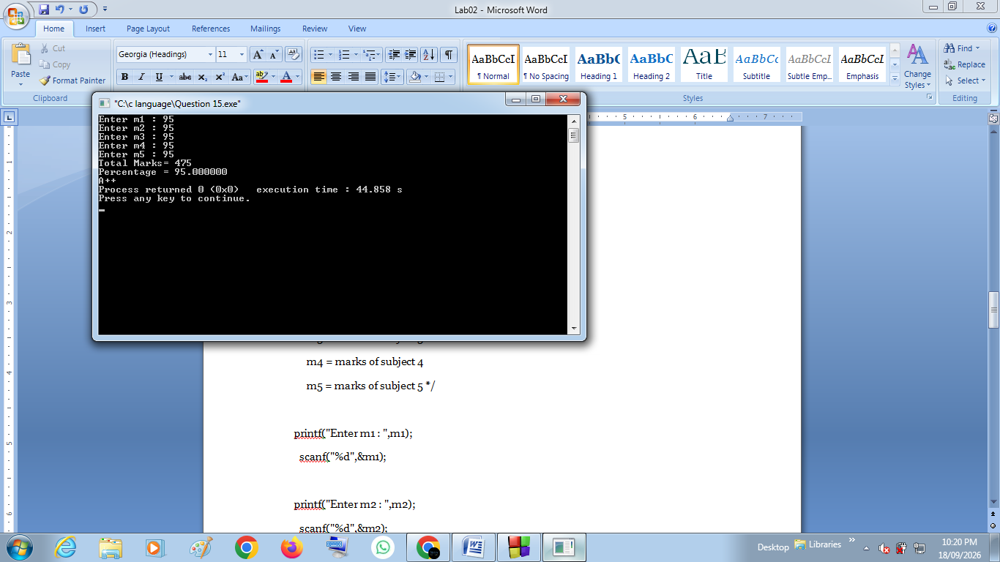 Lab02 - Microsoft Word
Home Insert Page Layout References Mailings Review View
Paste
Cut
Copy
Format Painter
Clipboard
Georgia (Headings) 11
AaBbCcI AaBbCcI AaBbC AaBbC AaB AaBbCc AaBbCcI AaBbCcI
¶ Normal ¶ No Spacing Heading 1 Heading 2 Title Subtitle Subtle Emp... Emphasis
Change Styles
Styles
Find
Replace
Select
Editing
"C:\c language\Question 15.exe"
Enter m1 : 95
Enter m2 : 95
Enter m3 : 95
Enter m4 : 95
Enter m5 : 95
Total Marks= 475
Percentage = 95.000000
A++
Process returned 0 (0x0)   execution time : 44.858 s
Press any key to continue.
m4 = marks of subject 4
m5 = marks of subject 5 */
printf("Enter m1 : ",m1);
scanf("%d",&m1);
printf("Enter m2 : ",m2);
scanf("%d",&m2);
Desktop Libraries »
10:20 PM
18/09/2026